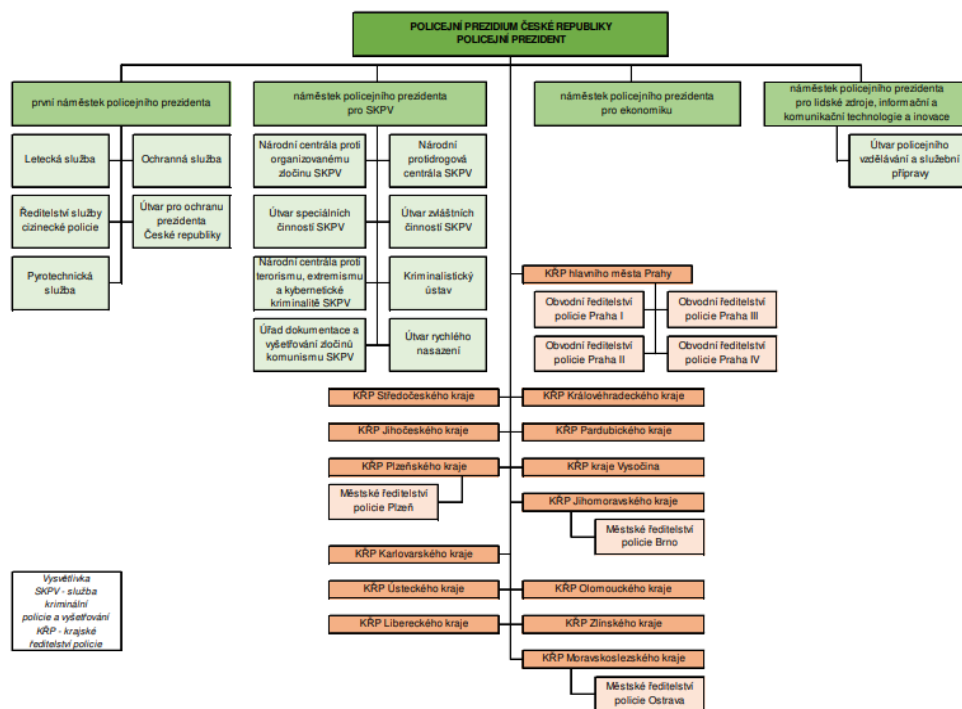 POLICEJNÍ PREZIDIUM ČESKÉ REPUBLIKY
POLICEJNÍ PREZIDENT
první náměstek policejního prezidenta
náměstek policejního prezidenta
pro SKPV
náměstek policejního prezidenta
pro ekonomiku
náměstek policejního prezidenta
pro lidské zdroje, informační a
komunikační technologie a inovace
Letecká služba
Ochranná služba
Ředitelství služby
cizinecké policie
Útvar pro ochranu
prezidenta
České republiky
Pyrotechnická
služba
Národní centrála proti
organizovanému
zločinu SKPV
Národní
protidrogová
centrála SKPV
Útvar speciálních
činností SKPV
Útvar zvláštních
činností SKPV
Národní centrála proti
terorismu, extremismu
a kybernetické
kriminalitě SKPV
Kriminalistický
ústav
Úřad dokumentace a
vyšetřování zločinů
komunismu SKPV
Útvar rychlého
nasazení
Útvar policejního
vzdělávání a služební
přípravy
KŘP hlavního města Prahy
Obvodní ředitelství
policie Praha I
Obvodní ředitelství
policie Praha III
Obvodní ředitelství
policie Praha II
Obvodní ředitelství
policie Praha IV
KŘP Středočeského kraje
KŘP Královéhradeckého kraje
KŘP Jihočeského kraje
KŘP Pardubického kraje
KŘP Plzeňského kraje
KŘP kraje Vysočina
Městské ředitelství
policie Plzeň
KŘP Jihomoravského kraje
Městské ředitelství
policie Brno
KŘP Karlovarského kraje
KŘP Ústeckého kraje
KŘP Olomouckého kraje
KŘP Libereckého kraje
KŘP Zlínského kraje
KŘP Moravskoslezského kraje
Městské ředitelství
policie Ostrava
Vysvětlivka
SKPV - služba
kriminální
policie a vyšetřování
KŘP - krajské
ředitelství policie